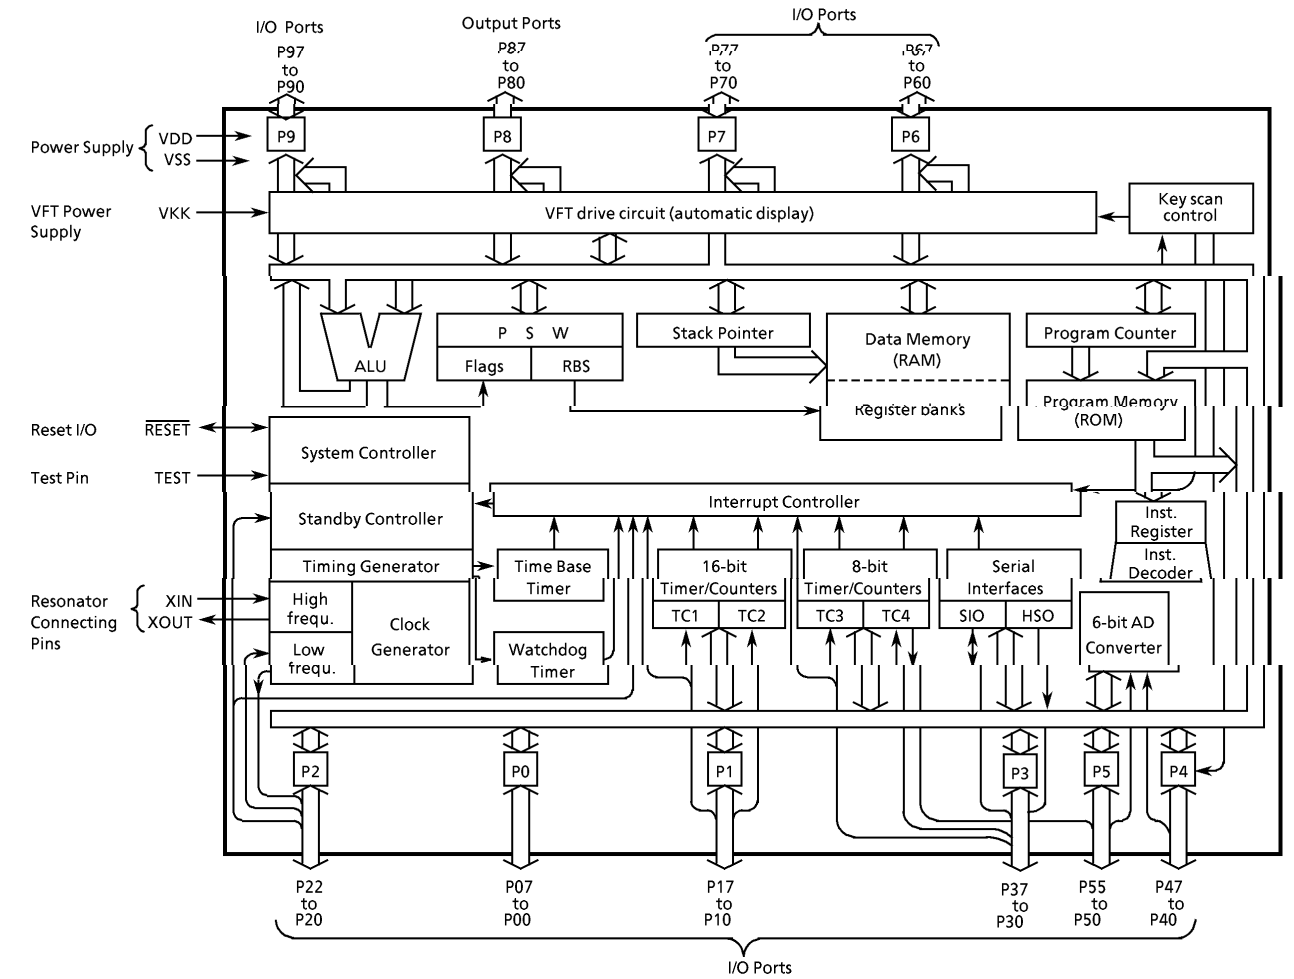 I/O Ports
Output Ports
I/O Ports
P97
to
P90
P87
to
P80
P77
to
P70
P67
to
P60
Power Supply
VDD
VSS
P9
P8
P7
P6
VFT Power
Supply
VKK
VFT drive circuit (automatic display)
Key scan
control
ALU
P S W
Flags
RBS
Stack Pointer
Data Memory
(RAM)
Register banks
Program Counter
Program Memory
(ROM)
Reset I/O
RESET
Test Pin
TEST
System Controller
Standby Controller
Timing Generator
Interrupt Controller
Inst.
Register
Inst.
Decoder
Time Base
Timer
16-bit
Timer/Counters
TC1
TC2
8-bit
Timer/Counters
TC3
TC4
Serial
Interfaces
SIO
HSO
6-bit AD
Converter
Resonator
Connecting
Pins
XIN
XOUT
High
frequ.
Low
frequ.
Clock
Generator
Watchdog
Timer
P2
P0
P1
P3
P5
P4
P22
to
P20
P07
to
P00
P17
to
P10
P37
to
P30
P55
to
P50
P47
to
P40
I/O Ports